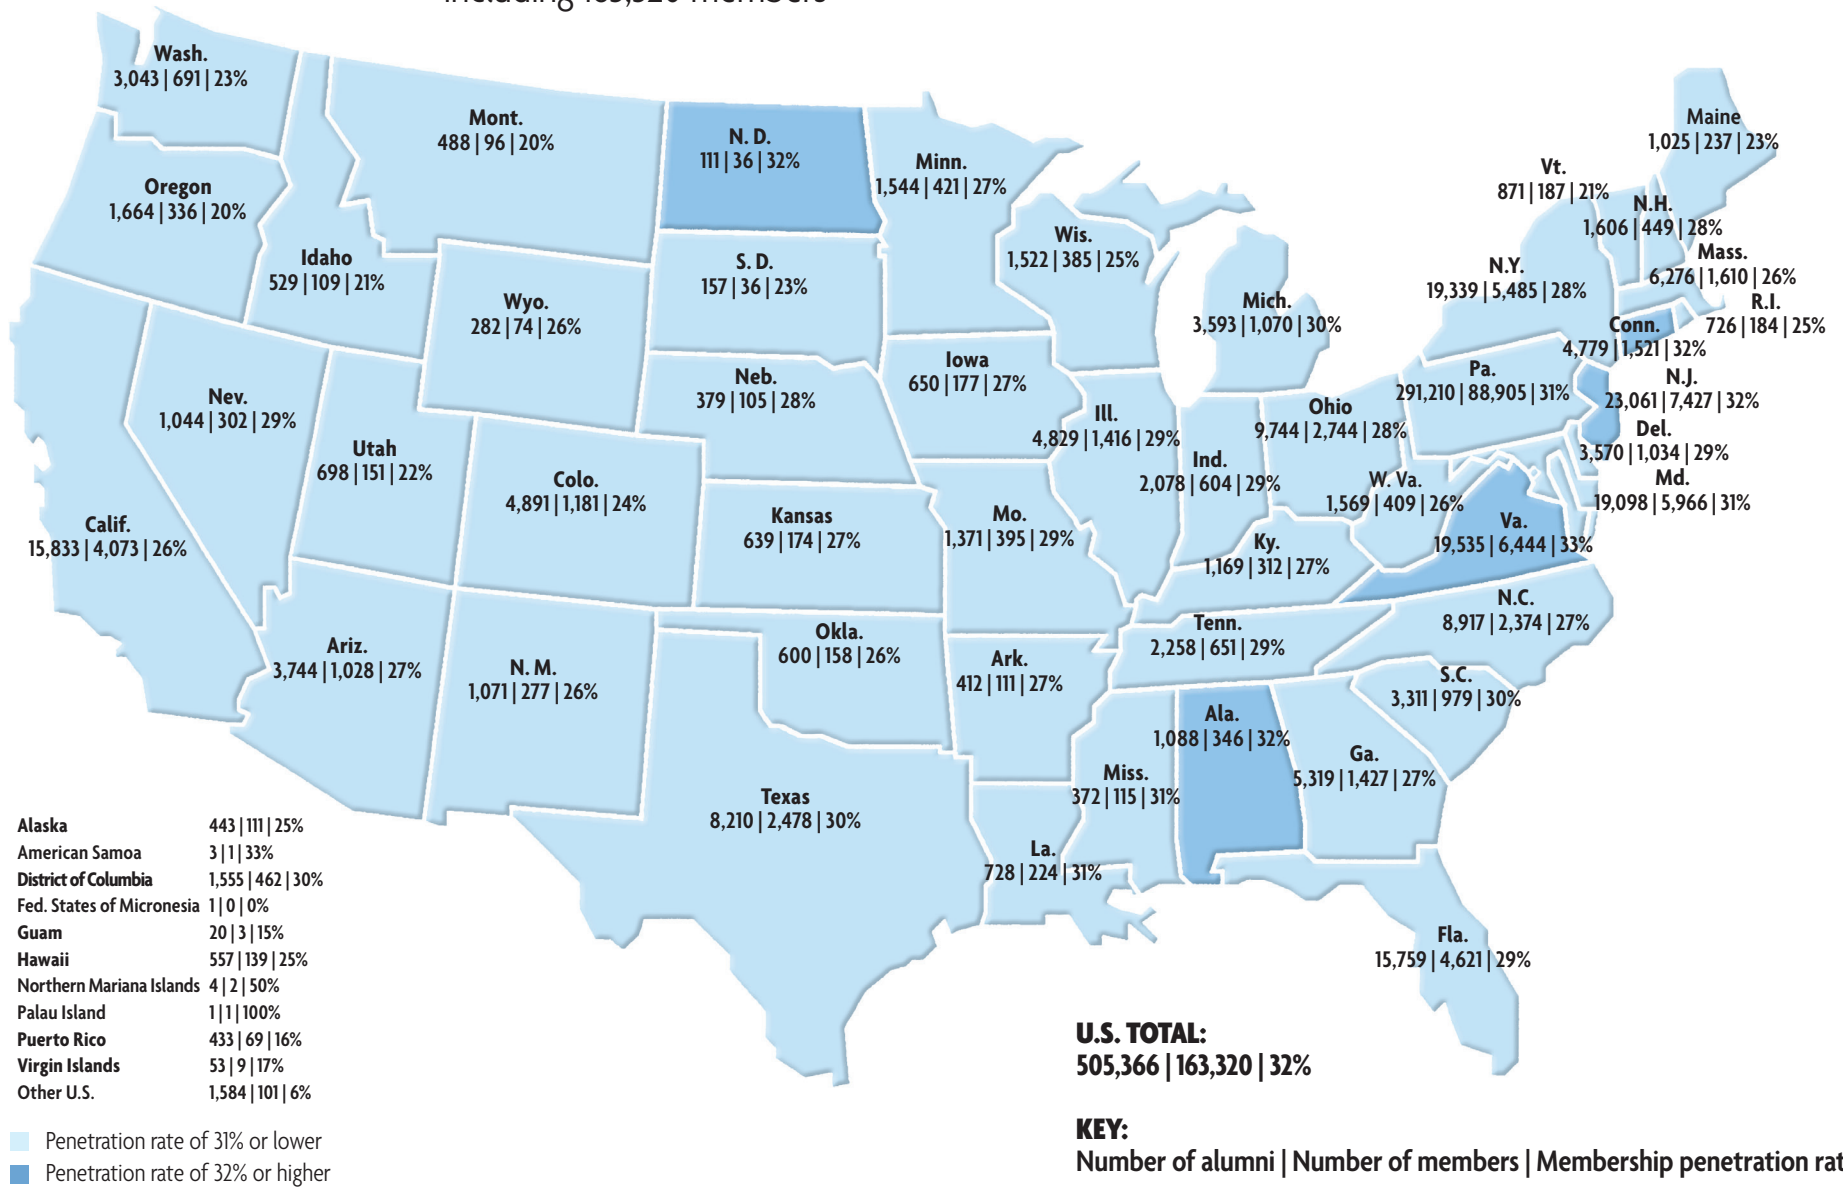 including 163,320 members
Wash.
3,043 | 691 | 23%
Oregon
1,664 | 336 | 20%
Idaho
529 | 109 | 21%
Mont.
488 | 96 | 20%
N. D.
111 | 36 | 32%
Minn.
1,544 | 421 | 27%
S. D.
157 | 36 | 23%
Wyo.
282 | 74 | 26%
Wis.
1,522 | 385 | 25%
Mich.
3,593 | 1,070 | 30%
Maine
1,025 | 237 | 23%
Vt.
871 | 187 | 21%
N.H.
1,606 | 449 | 28%
Mass.
6,276 | 1,610 | 26%
N.Y.
19,339 | 5,485 | 28%
R.I.
726 | 184 | 25%
Conn.
4,779 | 1,521 | 32%
Pa.
291,210 | 88,905 | 31%
N.J.
23,061 | 7,427 | 32%
Del.
3,570 | 1,034 | 29%
Md.
19,098 | 5,966 | 31%
Nev.
1,044 | 302 | 29%
Utah
698 | 151 | 22%
Colo.
4,891 | 1,181 | 24%
Neb.
379 | 105 | 28%
Iowa
650 | 177 | 27%
Ill.
4,829 | 1,416 | 29%
Ind.
2,078 | 604 | 29%
Ohio
9,744 | 2,744 | 28%
W. Va.
1,569 | 409 | 26%
Va.
19,535 | 6,444 | 33%
Calif.
15,833 | 4,073 | 26%
Kansas
639 | 174 | 27%
Mo.
1,371 | 395 | 29%
Ky.
1,169 | 312 | 27%
N.C.
8,917 | 2,374 | 27%
Tenn.
2,258 | 651 | 29%
Ariz.
3,744 | 1,028 | 27%
N. M.
1,071 | 277 | 26%
Okla.
600 | 158 | 26%
Ark.
412 | 111 | 27%
S.C.
3,311 | 979 | 30%
Ala.
1,088 | 346 | 32%
Ga.
5,319 | 1,427 | 27%
Miss.
372 | 115 | 31%
Texas
8,210 | 2,478 | 30%
La.
728 | 224 | 31%
Fla.
15,759 | 4,621 | 29%
Alaska 443 | 111 | 25%
American Samoa 3 | 1 | 33%
District of Columbia 1,555 | 462 | 30%
Fed. States of Micronesia 1 | 0 | 0%
Guam 20 | 3 | 15%
Hawaii 557 | 139 | 25%
Northern Mariana Islands 4 | 2 | 50%
Palau Island 1 | 1 | 100%
Puerto Rico 433 | 69 | 16%
Virgin Islands 53 | 9 | 17%
Other U.S. 1,584 | 101 | 6%
Penetration rate of 31% or lower
Penetration rate of 32% or higher
U.S. TOTAL:
505,366 | 163,320 | 32%
KEY:
Number of alumni | Number of members | Membership penetration rat